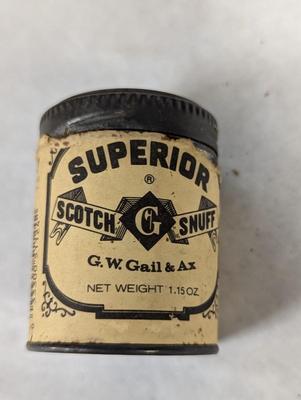 SUPERIOR
®
SCOTCH G SNUFF
G. W. Gail & Ax
NET WEIGHT 1.15 OZ